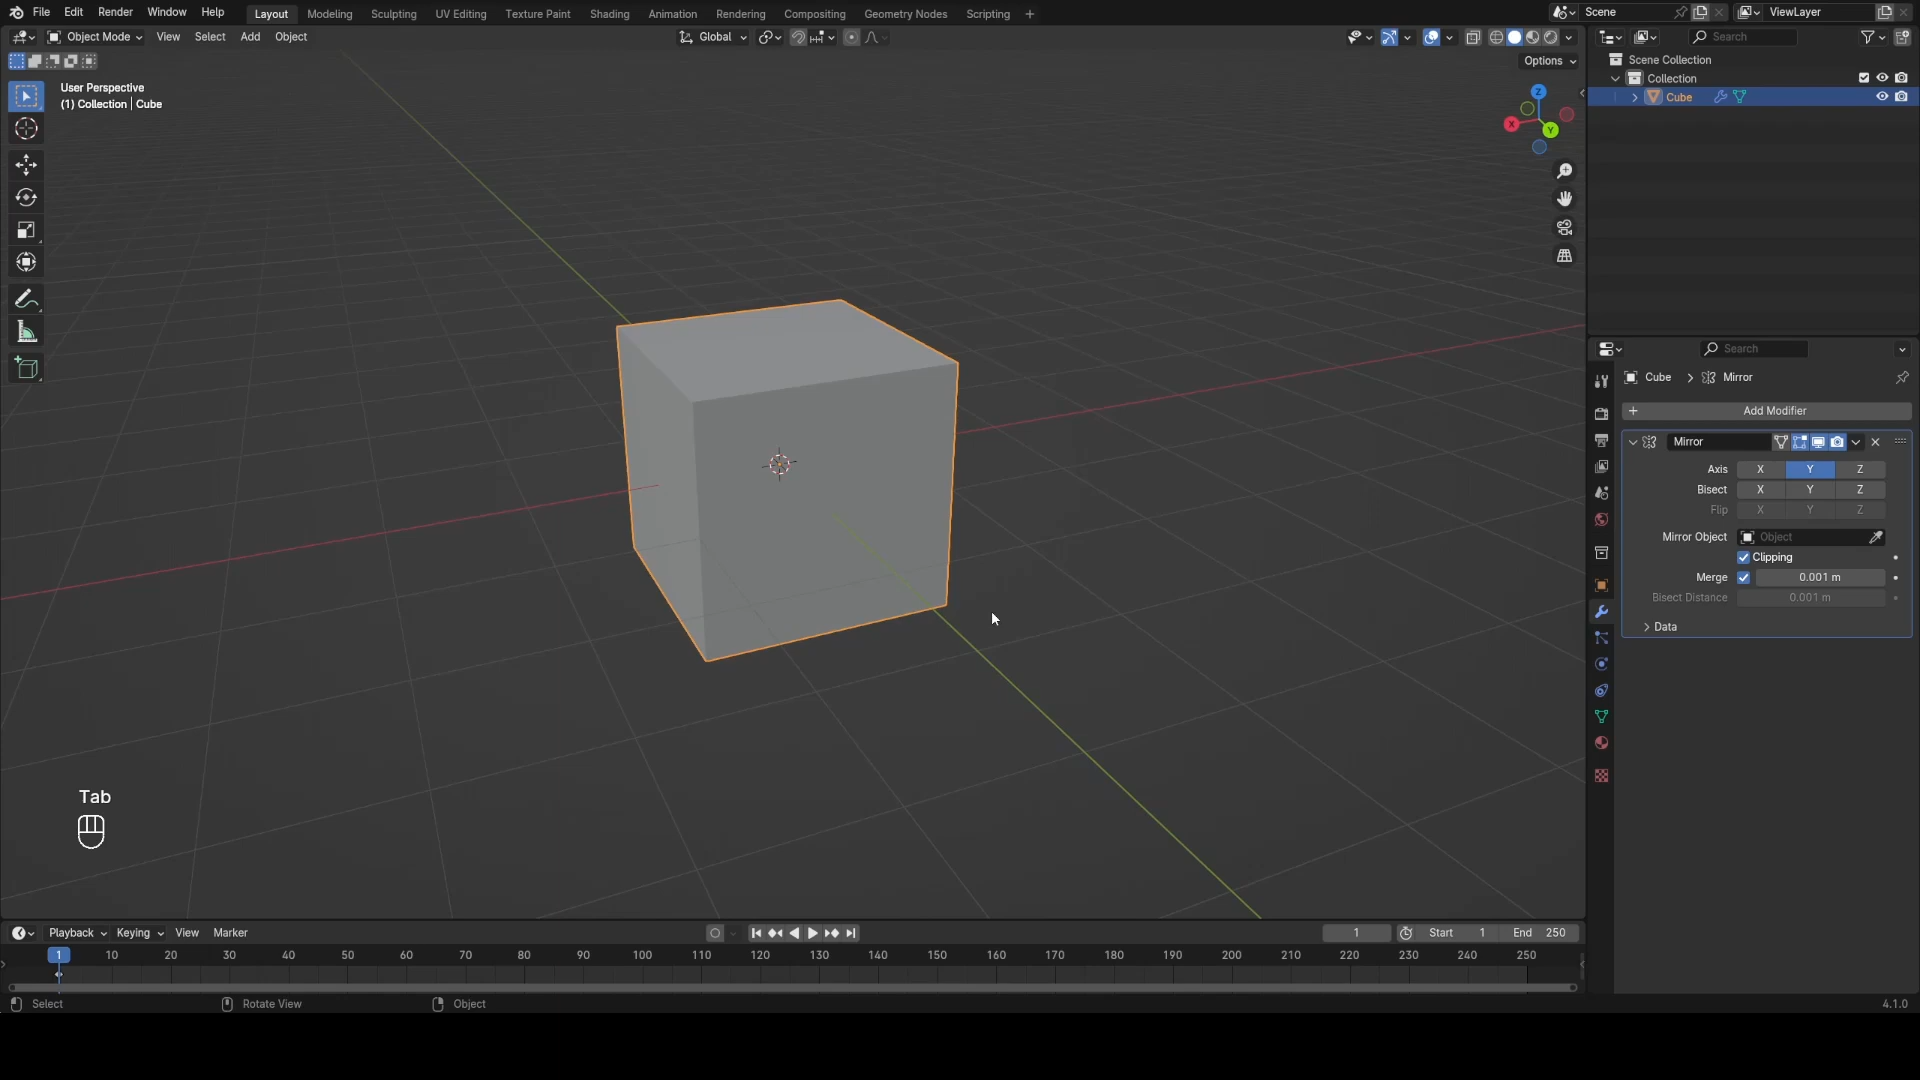 File Edit Render Window Help Layout Modeling Sculpting UV Editing Texture Paint Shading Animation Rendering Compositing Geometry Nodes Scripting + Scene ViewLayer
Object Mode View Select Add Object Global Search
Options
User Perspective
(1) Collection | Cube
Z
X
Y
Scene Collection
Collection
Cube
Search
Cube > Mirror
+ Add Modifier
Mirror
Axis X Y Z
Bisect X Y Z
Flip X Y Z
Mirror Object Object
Clipping
Merge 0.001 m
Bisect Distance 0.001 m
Data
Tab
Playback Keying View Marker 1 Start 1 End 250
1 10 20 30 40 50 60 70 80 90 100 110 120 130 140 150 160 170 180 190 200 210 220 230 240 250
Select Rotate View Object 4.1.0